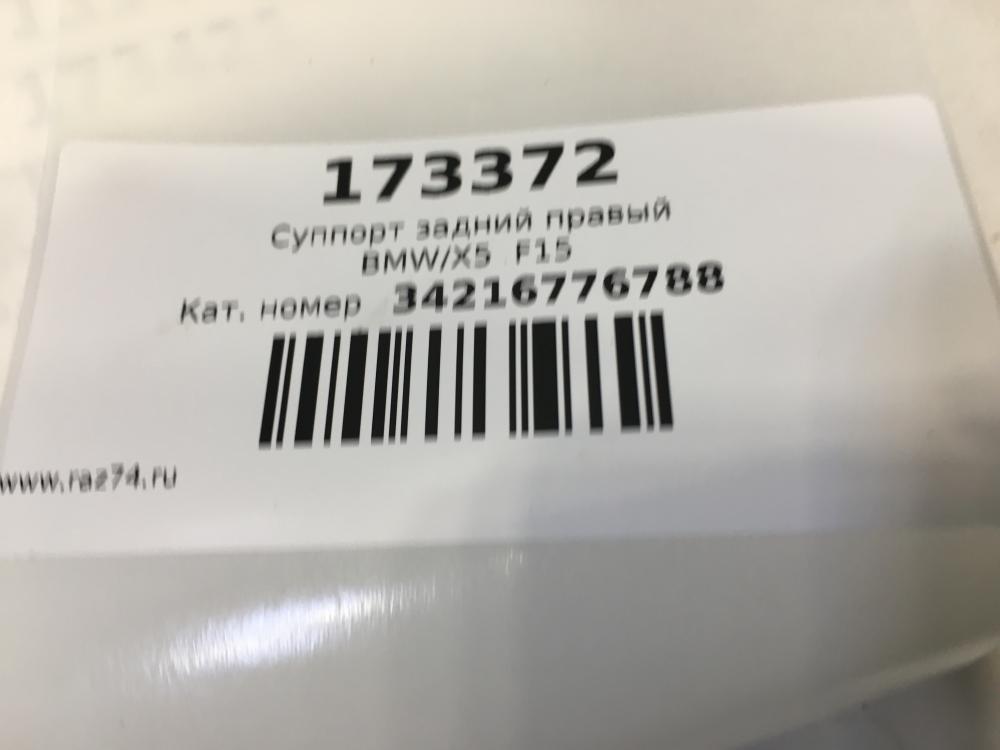 173372
Суппорт задний правый
BMW/X5 F15
Кат. номер 34216776788
www.raz74.ru